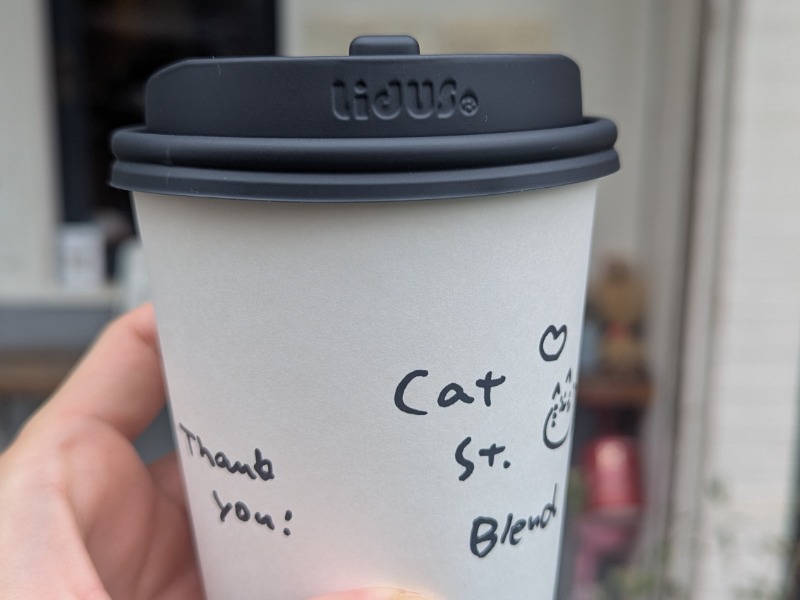 LIDUS®
Thank
you!
Cat
St.
Blend